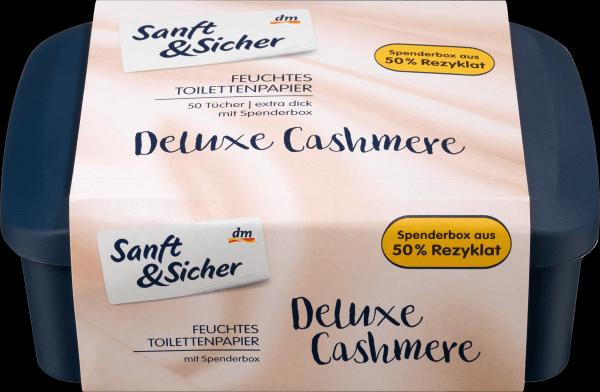 dm
Sanft
&Sicher
Spenderbox aus
50% Rezyklat
FEUCHTES
TOILETTENPAPIER
50 Tücher | extra dick
mit Spenderbox
Deluxe Cashmere
dm
Sanft
&Sicher
Spenderbox aus
50% Rezyklat
FEUCHTES
TOILETTENPAPIER
mit Spenderbox
Deluxe
Cashmere